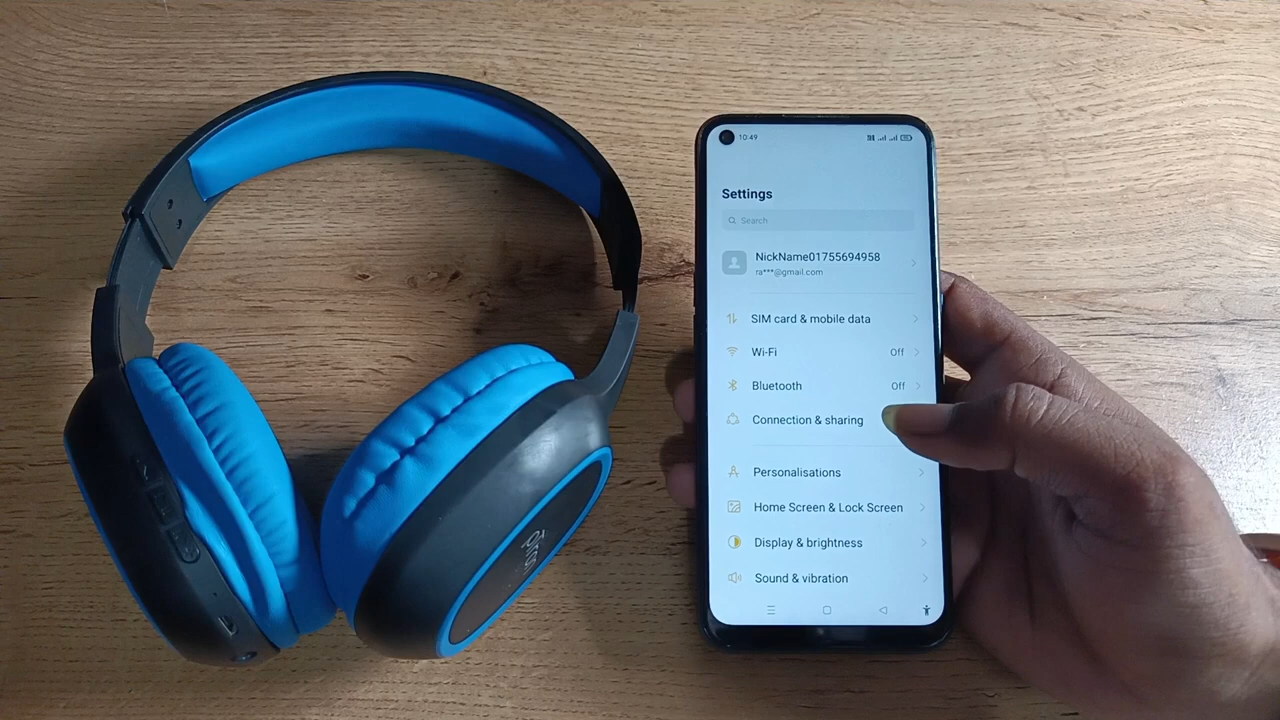 10:49
Settings
Search
NickName01755694958
ra***@gmail.com
SIM card & mobile data
Wi-Fi Off
Bluetooth Off
Connection & sharing
Personalisations
Home Screen & Lock Screen
Display & brightness
Sound & vibration